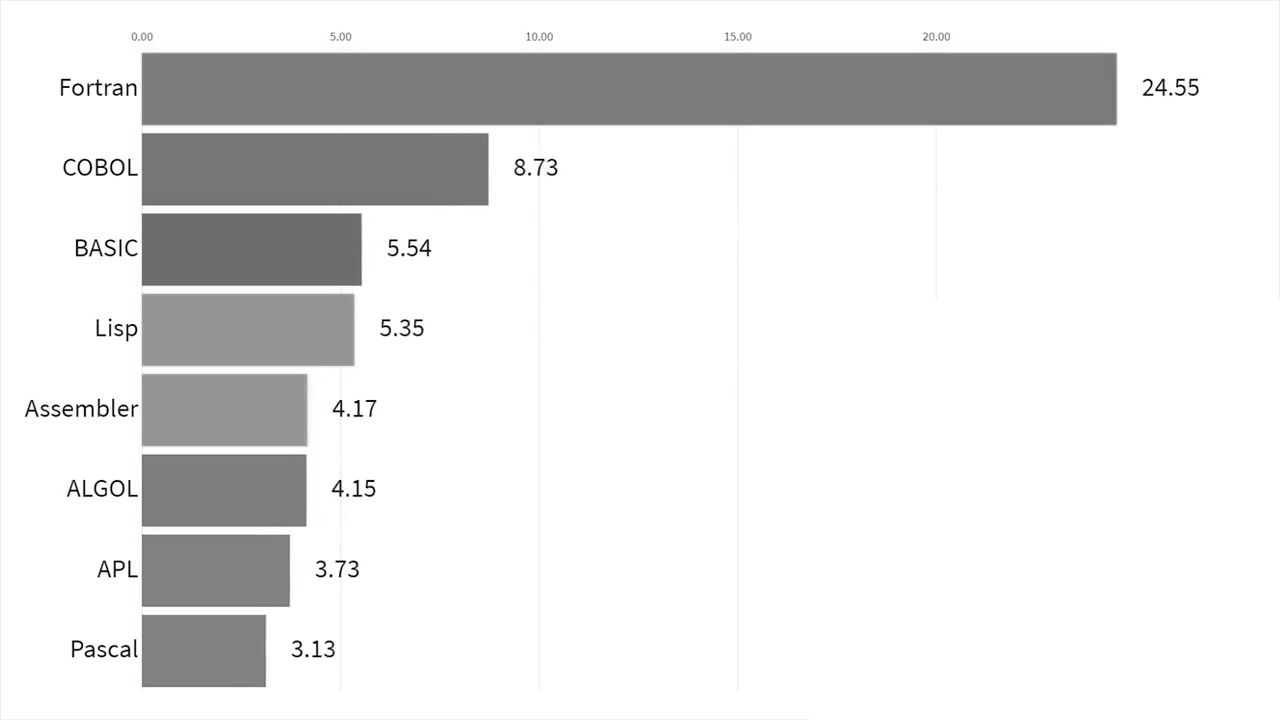 0.00 5.00 10.00 15.00 20.00
Fortran 24.55
COBOL 8.73
BASIC 5.54
Lisp 5.35
Assembler 4.17
ALGOL 4.15
APL 3.73
Pascal 3.13